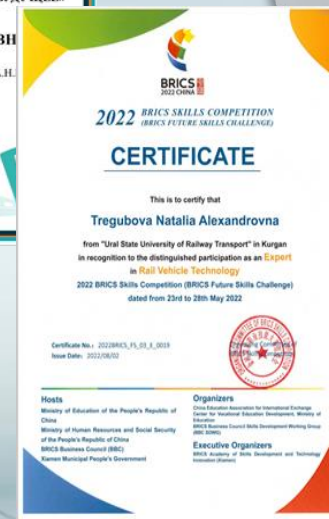 BRICS
2022 CHINA
2022 BRICS SKILLS COMPETITION
(BRICS FUTURE SKILLS CHALLENGE)
CERTIFICATE
This is to certify that
Tregubova Natalia Alexandrovna
from "Ural State University of Railway Transport" in Kurgan
in recognition to the distinguished participation as an Expert
in Rail Vehicle Technology
2022 BRICS Skills Competition (BRICS Future Skills Challenge)
dated from 23rd to 28th May 2022
Certificate No.: 2022BRICS_FS_03_3_0019
Issue Date: 2022/08/02
Hosts
Ministry of Education of the People's Republic of
China
Ministry of Human Resources and Social Security
of the People's Republic of China
BRICS Business Council (BBC)
Xiamen Municipal People's Government
Organizers
China Education Association for International Exchange
Center for Vocational Education Development, Ministry of
Education
BRICS Business Council Skills Development Working Group
(BBC SDWG)
Executive Organizers
BRICS Academy of Skills Development and Technology
Innovation (Xiamen)